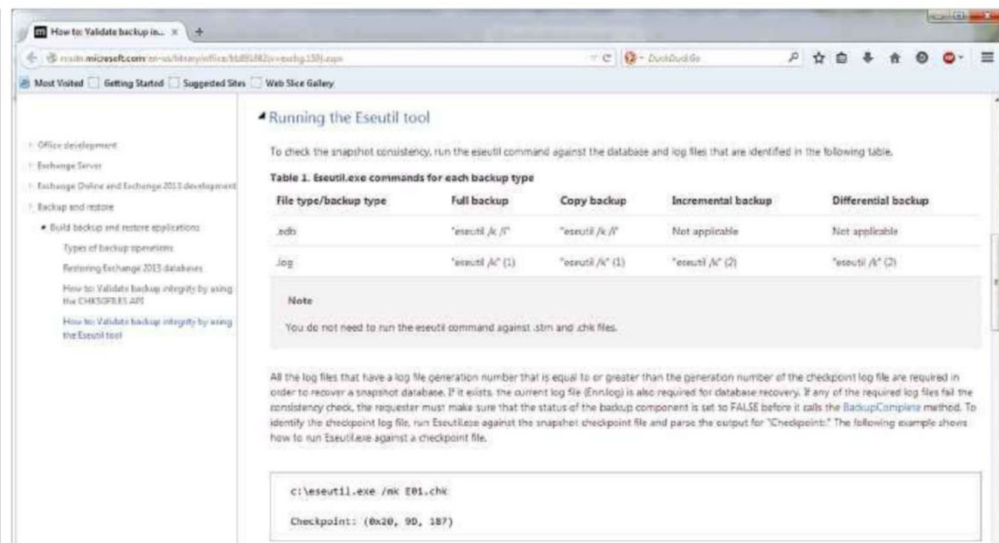 How to: Validate backup in...
microsoft.com
DuckDuckGo
Most Visited Getting Started Suggested Sites Web Slice Gallery
Office development
Exchange Server
Exchange Online and Exchange 2013 development
Backup and restore
Build backup and restore applications
Types of backup operations
Restoring Exchange 2013 databases
How to: Validate backup integrity by using
the CHKSGFILES API
How to: Validate backup integrity by using
the Eseutil tool
Running the Eseutil tool
To check the snapshot consistency, run the eseutil command against the database and log files that are identified in the following table.
Table 1. Eseutil.exe commands for each backup type
File type/backup type Full backup Copy backup Incremental backup Differential backup
.edb "eseutil /k /i" "eseutil /k /i" Not applicable Not applicable
.log "eseutil /k" (1) "eseutil /k" (1) "eseutil /k" (2) "eseutil /k" (2)
Note
You do not need to run the eseutil command against .stm and .chk files.
All the log files that have a log file generation number that is equal to or greater than the generation number of the checkpoint log file are required in
order to recover a snapshot database. If it exists, the current log file (Enn.log) is also required for database recovery. If any of the required log files fail the
consistency check, the requester must make sure that the status of the backup component is set to FALSE before it calls the BackupComplete method. To
identify the checkpoint log file, run Eseutil.exe against the snapshot checkpoint file and parse the output for "Checkpoint:." The following example shows
how to run Eseutil.exe against a checkpoint file.
c:\eseutil.exe /mk E01.chk
Checkpoint: (0x20, 9D, 1B7)